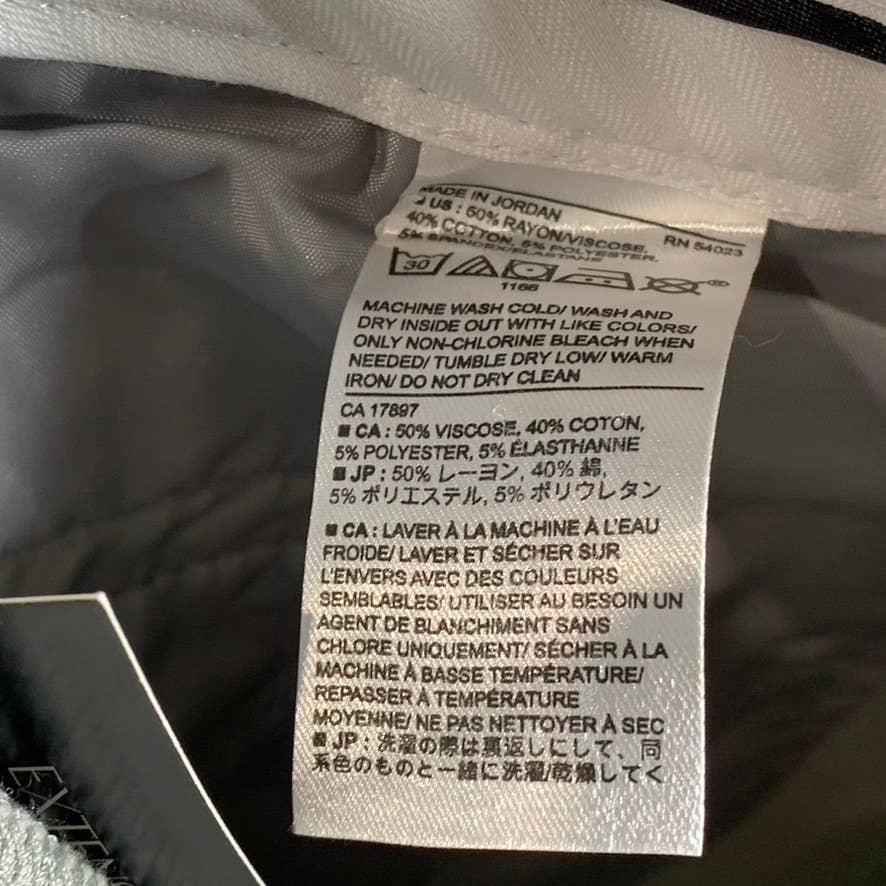 MADE IN JORDAN
US : 50% RAYON/VISCOSE,
40% COTTON, 5% POLYESTER,
5% SPANDEX/ELASTANE
RN 54023
30
1166
MACHINE WASH COLD/ WASH AND
DRY INSIDE OUT WITH LIKE COLORS/
ONLY NON-CHLORINE BLEACH WHEN
NEEDED/ TUMBLE DRY LOW/ WARM
IRON/ DO NOT DRY CLEAN
CA 17897
■ CA : 50% VISCOSE, 40% COTON,
5% POLYESTER, 5% ÉLASTHANNE
■ JP : 50% レーヨン, 40% 綿,
5% ポリエステル, 5% ポリウレタン
■ CA : LAVER À LA MACHINE À L'EAU
FROIDE/ LAVER ET SÉCHER SUR
L'ENVERS AVEC DES COULEURS
SEMBLABLES/ UTILISER AU BESOIN UN
AGENT DE BLANCHIMENT SANS
CHLORE UNIQUEMENT/ SÉCHER À LA
MACHINE À BASSE TEMPÉRATURE/
REPASSER À TEMPÉRATURE
MOYENNE/ NE PAS NETTOYER À SEC
■ JP : 洗濯の際は裏返しにして、同
系色のものと一緒に洗濯/乾燥してく